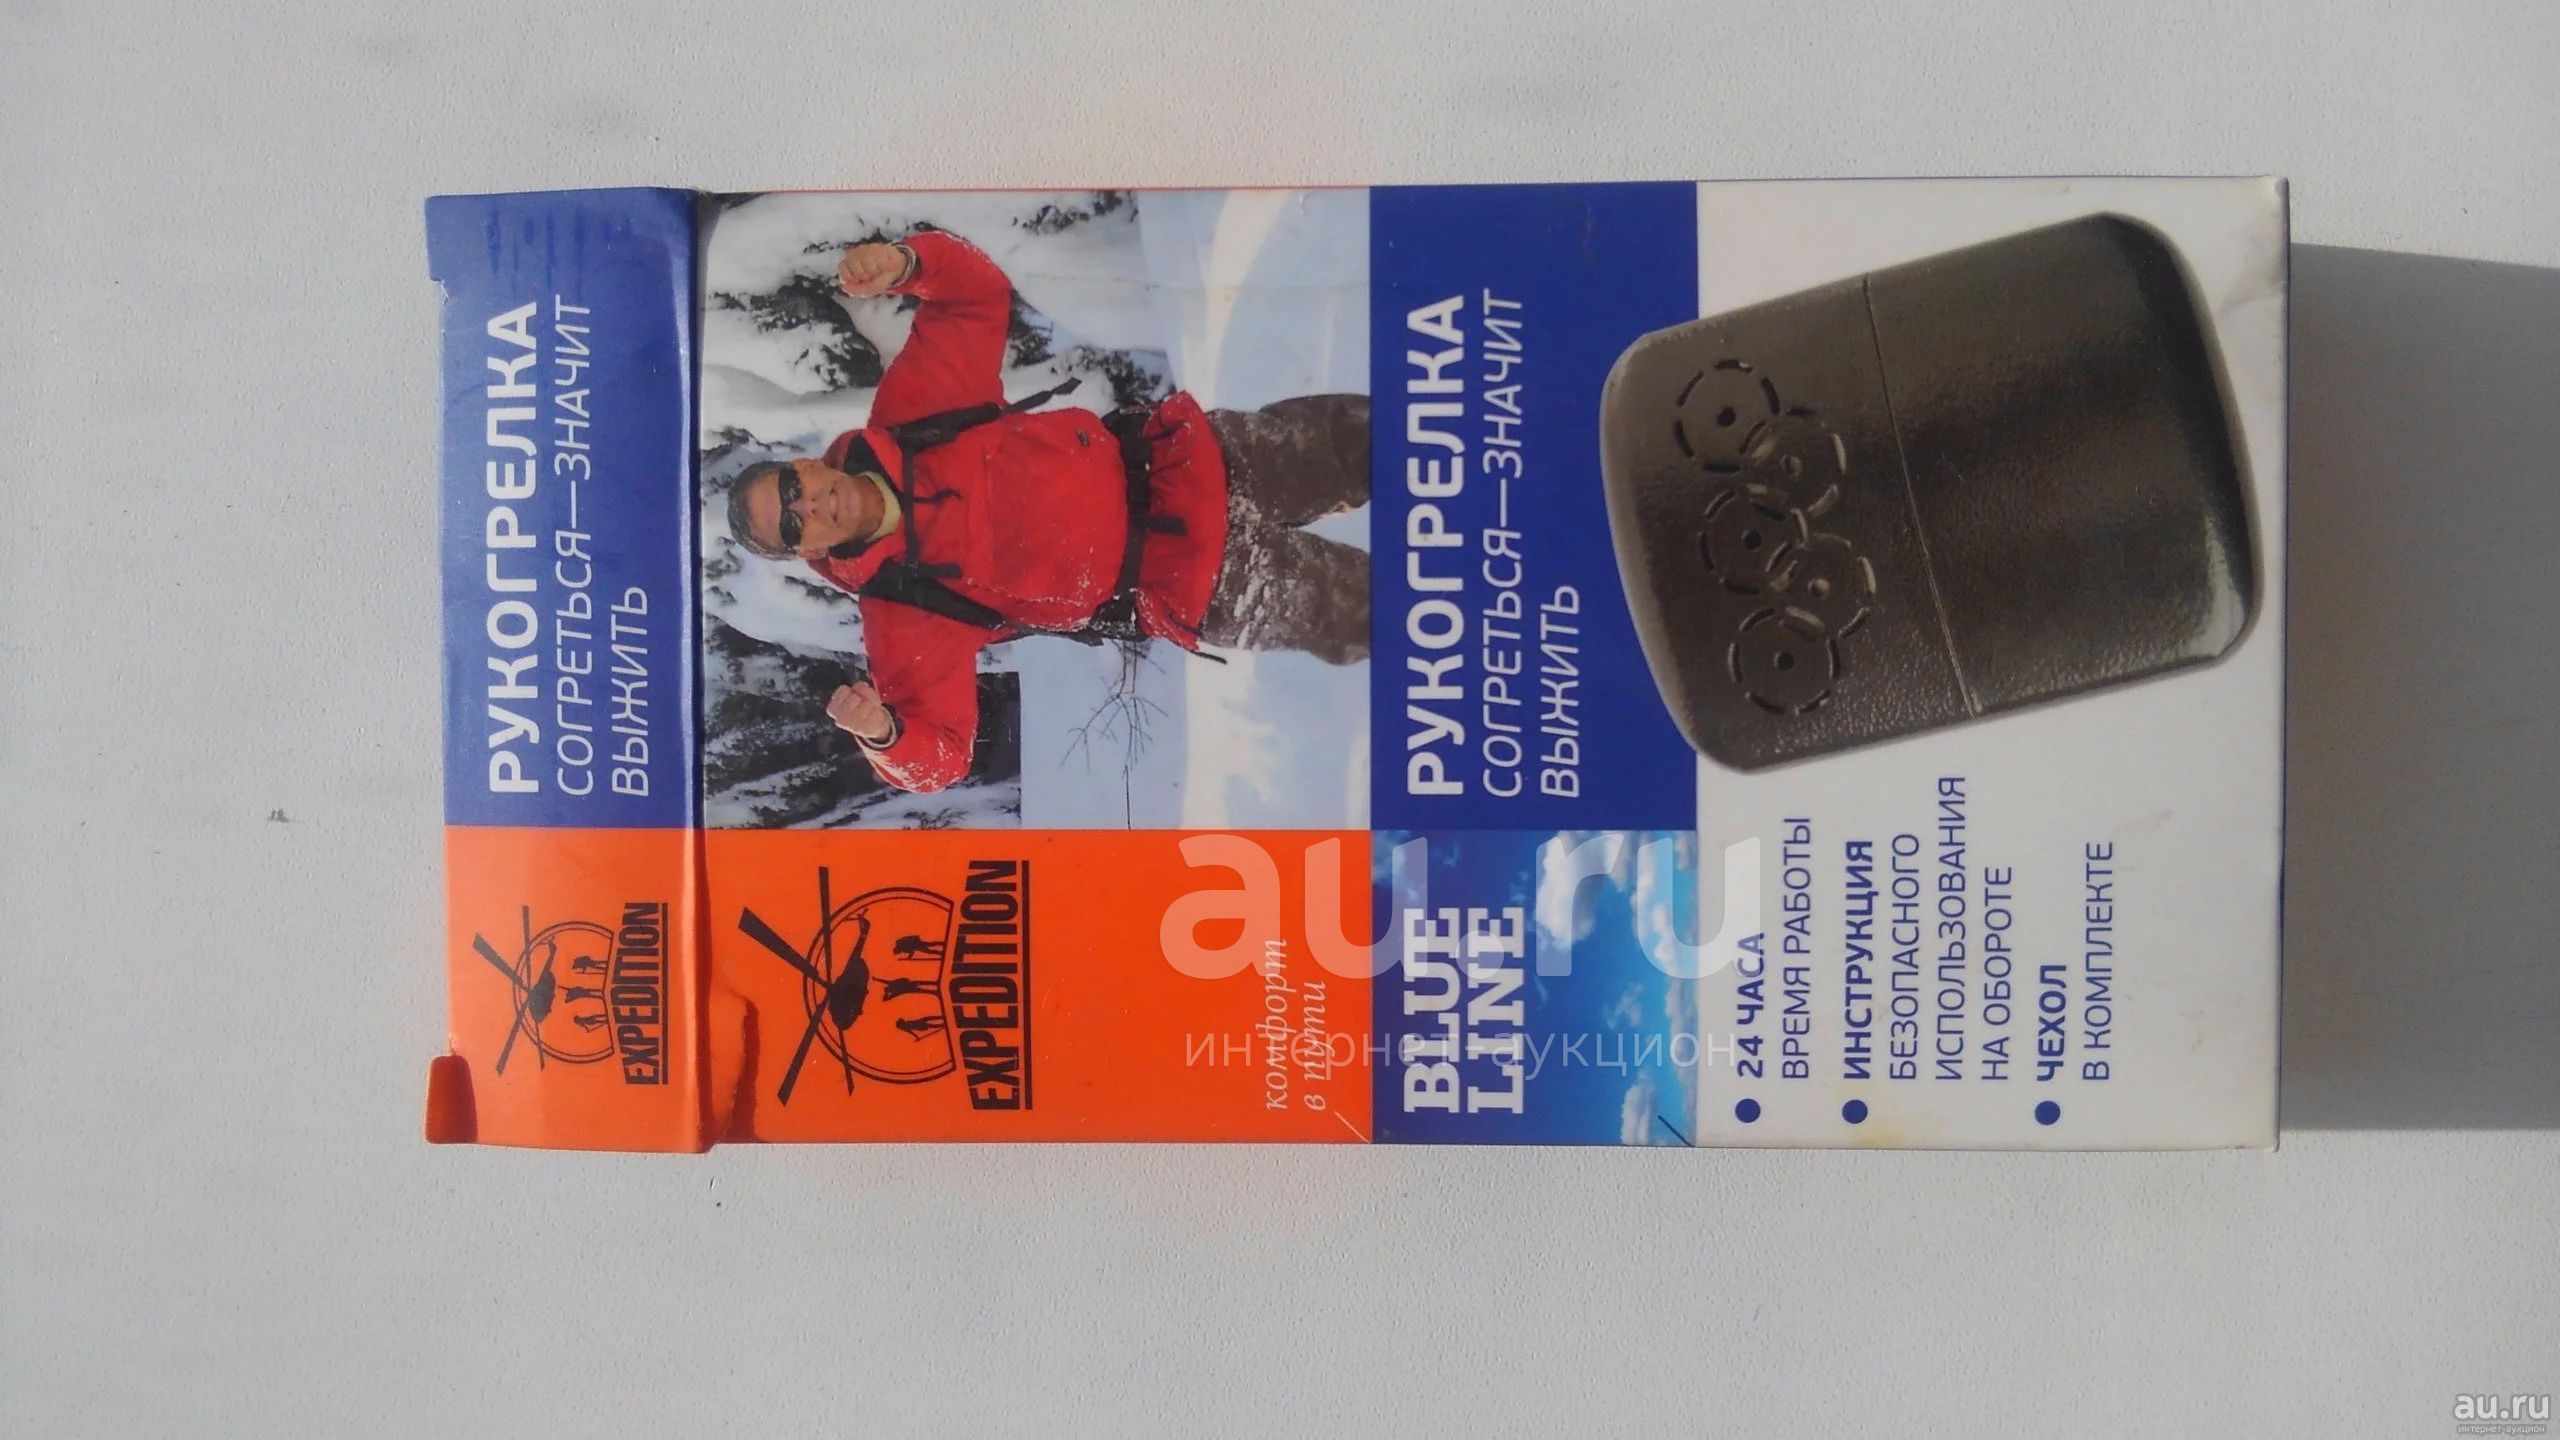 EXPEDITION
РУКОГРЕЛКА
СОГРЕТЬСЯ—ЗНАЧИТ
ВЫЖИТЬ
EXPEDITION
комфорт
в пути
BLUE
LINE
РУКОГРЕЛКА
СОГРЕТЬСЯ—ЗНАЧИТ
ВЫЖИТЬ
• 24 ЧАСА
ВРЕМЯ РАБОТЫ
• ИНСТРУКЦИЯ
БЕЗОПАСНОГО
ИСПОЛЬЗОВАНИЯ
НА ОБОРОТЕ
• ЧЕХОЛ
В КОМПЛЕКТЕ
au.ru
интернет-аукцион
au.ru
интернет-аукцион